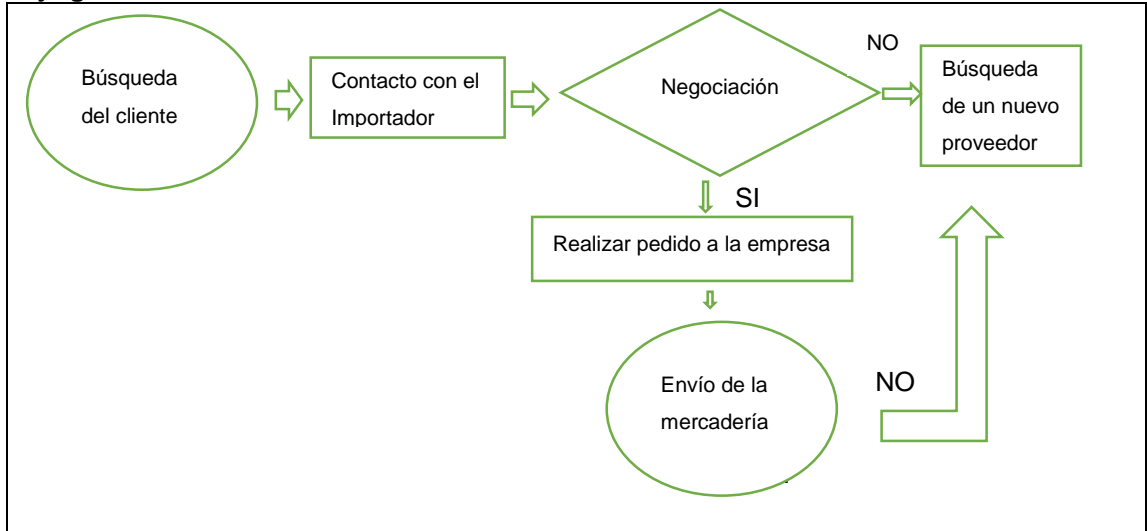 Búsqueda
del cliente
Contacto con el
Importador
Negociación
NO
Búsqueda
de un nuevo
proveedor
SI
Realizar pedido a la empresa
Envío de la
mercadería
NO